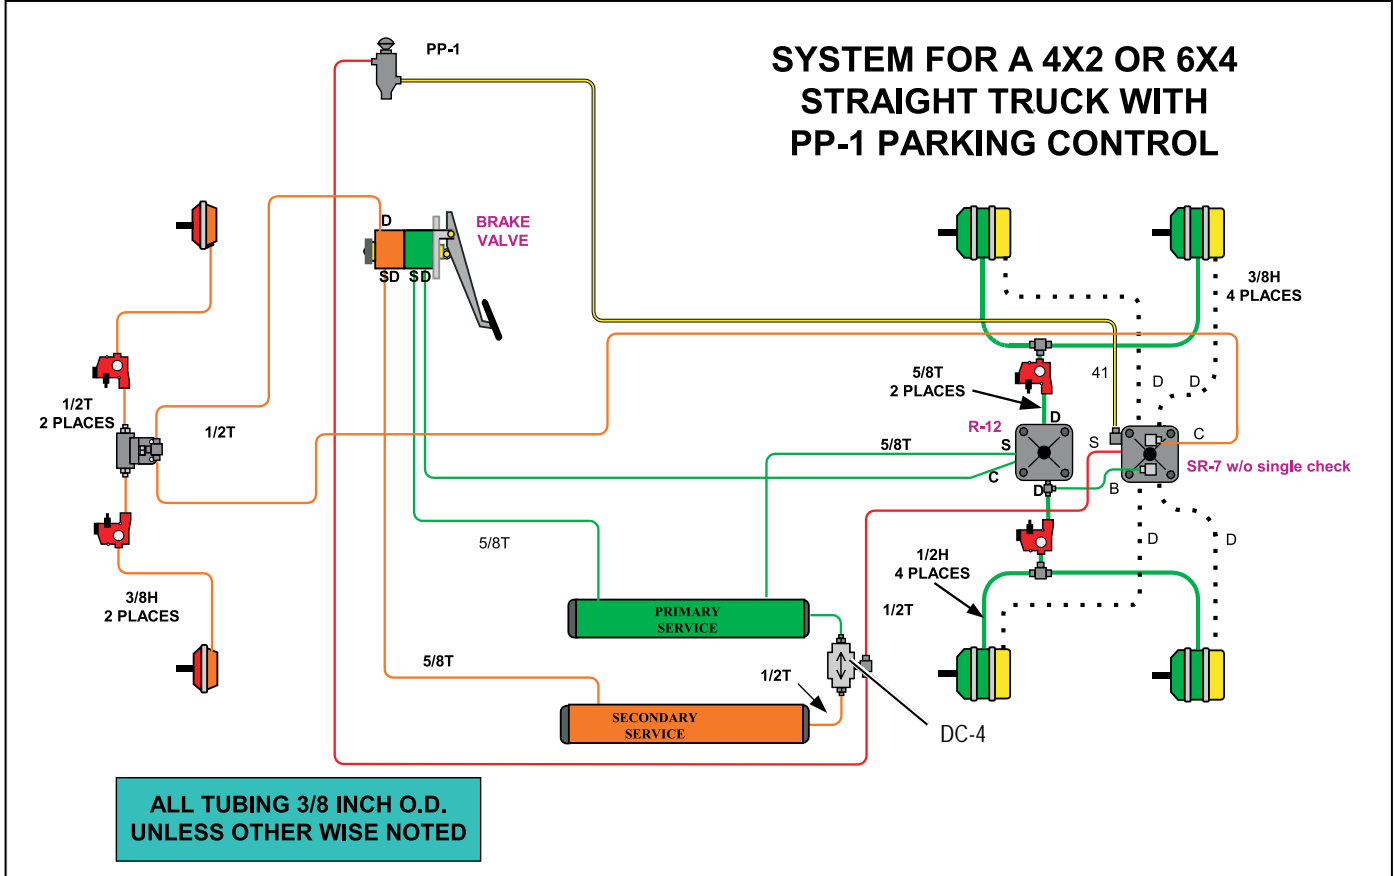 PP-1
SYSTEM FOR A 4X2 OR 6X4
STRAIGHT TRUCK WITH
PP-1 PARKING CONTROL
D
BRAKE
VALVE
SD
SD
3/8H
4 PLACES
1/2T
2 PLACES
1/2T
5/8T
2 PLACES
41
D
D
R-12
D
S
C
5/8T
S
C
SR-7 w/o single check
D
B
5/8T
D
D
1/2H
4 PLACES
1/2T
3/8H
2 PLACES
PRIMARY
SERVICE
5/8T
1/2T
SECONDARY
SERVICE
DC-4
ALL TUBING 3/8 INCH O.D.
UNLESS OTHER WISE NOTED